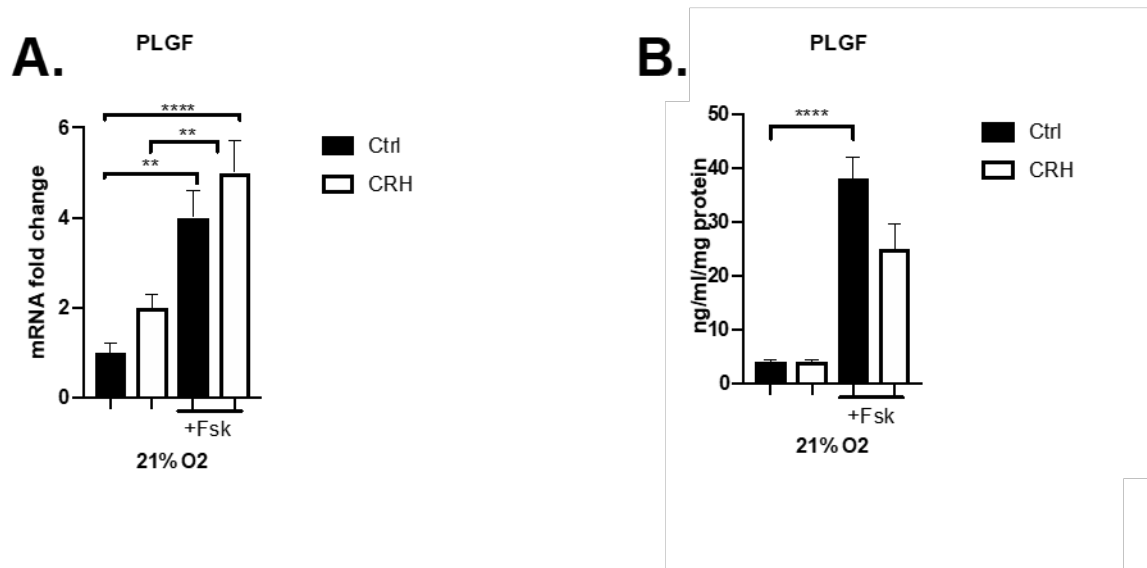 A.
PLGF
****
**
**
6
4
2
0
mRNA fold change
Ctrl
CRH
+Fsk
21% O2
B.
PLGF
****
50
40
30
20
10
0
ng/ml/mg protein
Ctrl
CRH
+Fsk
21% O2